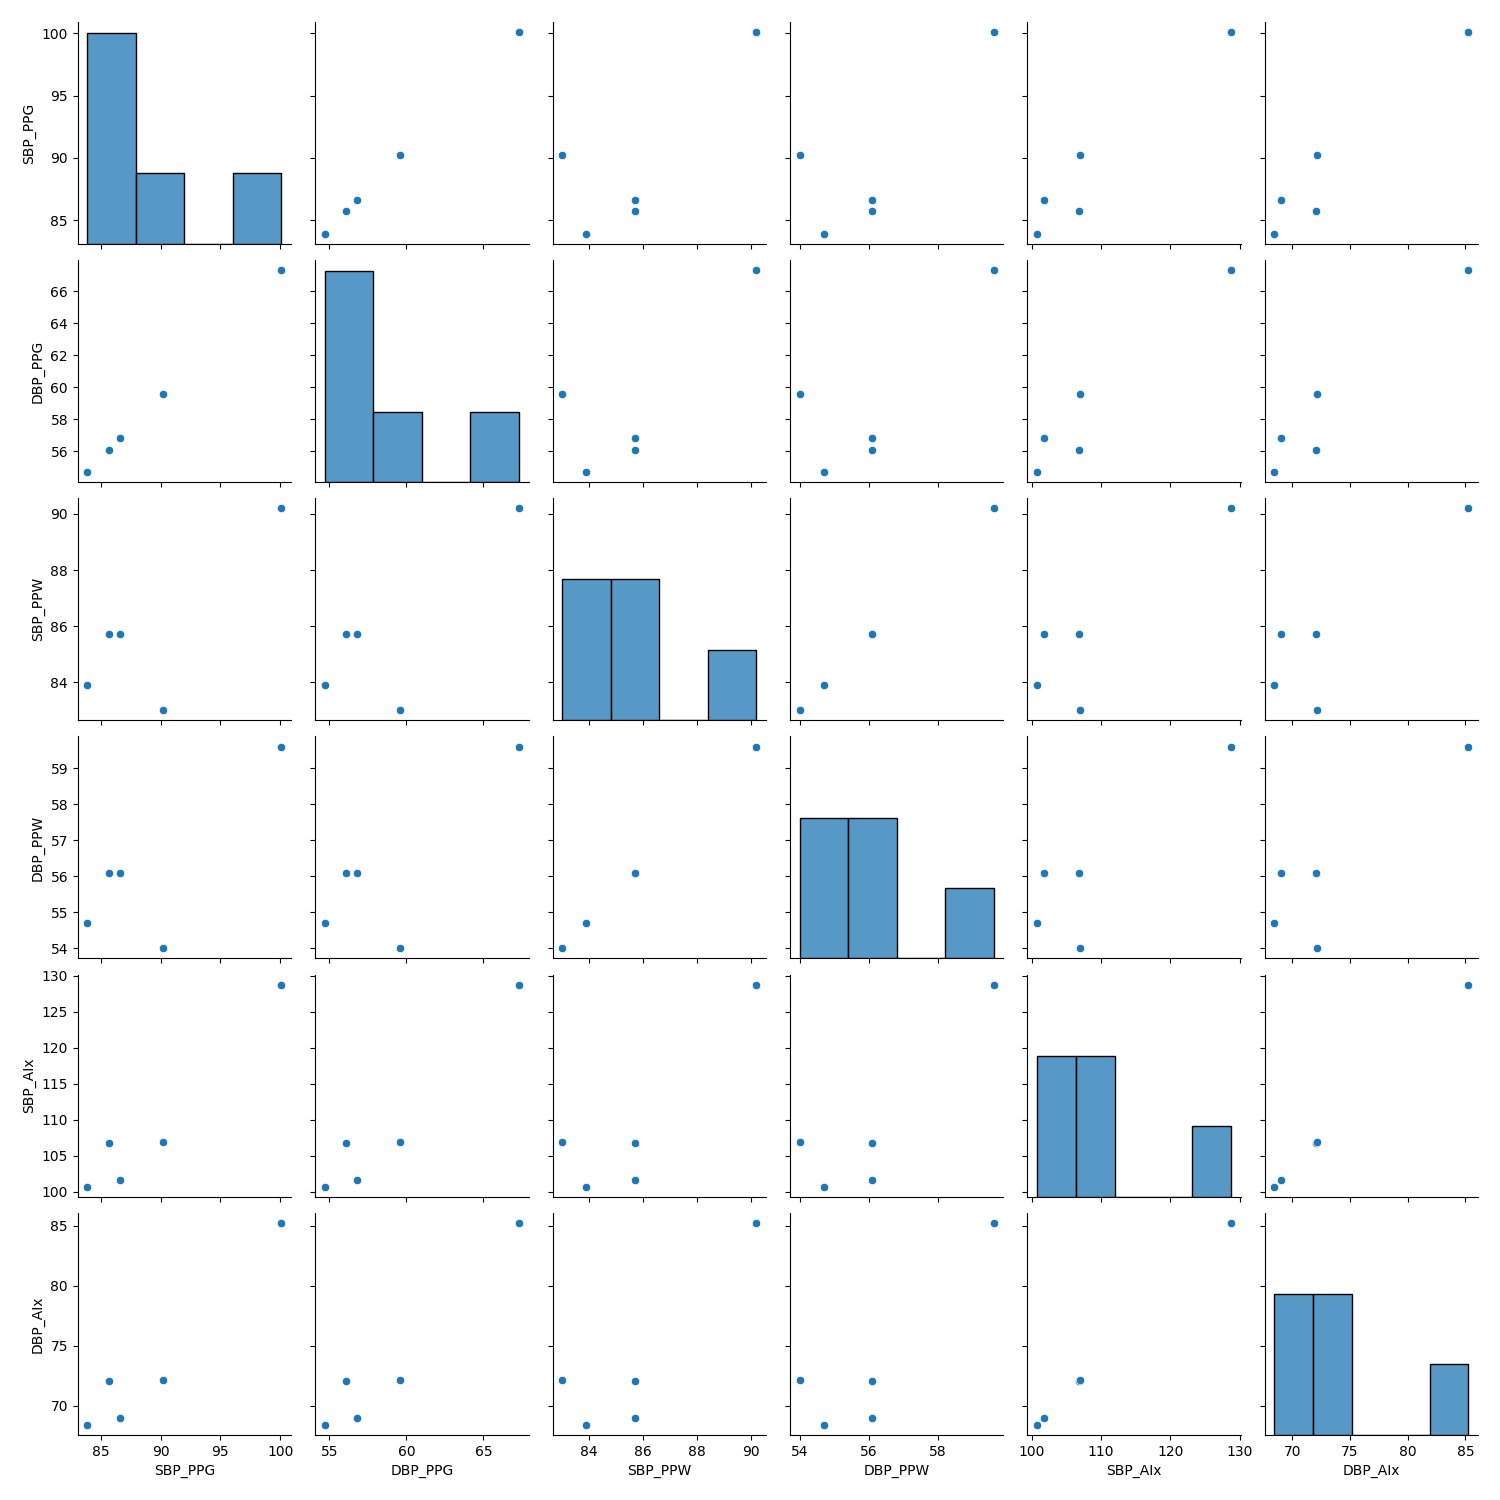 100
95
90
85
SBP_PPG
66
64
62
60
58
56
DBP_PPG
90
88
86
84
SBP_PPW
59
58
57
56
55
54
DBP_PPW
130
125
120
115
110
105
100
SBP_AIx
85
80
75
70
DBP_AIx
85 90 95 100
55 60 65
84 86 88 90
54 56 58
100 110 120 130
70 75 80 85
SBP_PPG
DBP_PPG
SBP_PPW
DBP_PPW
SBP_AIx
DBP_AIx